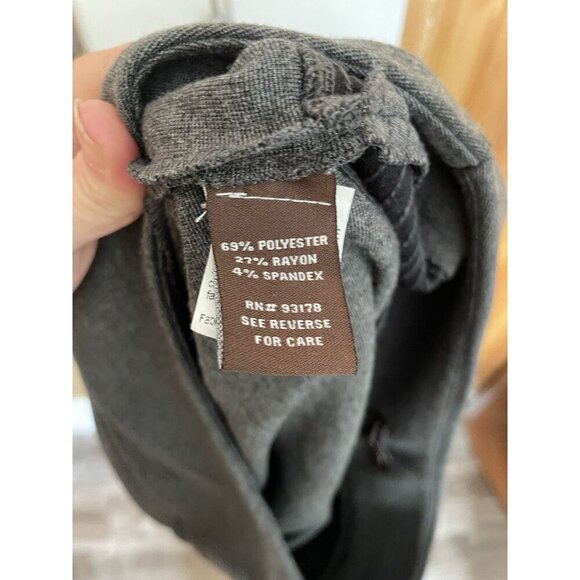 69% POLYESTER
27% RAYON
4% SPANDEX
RN# 93178
SEE REVERSE
FOR CARE